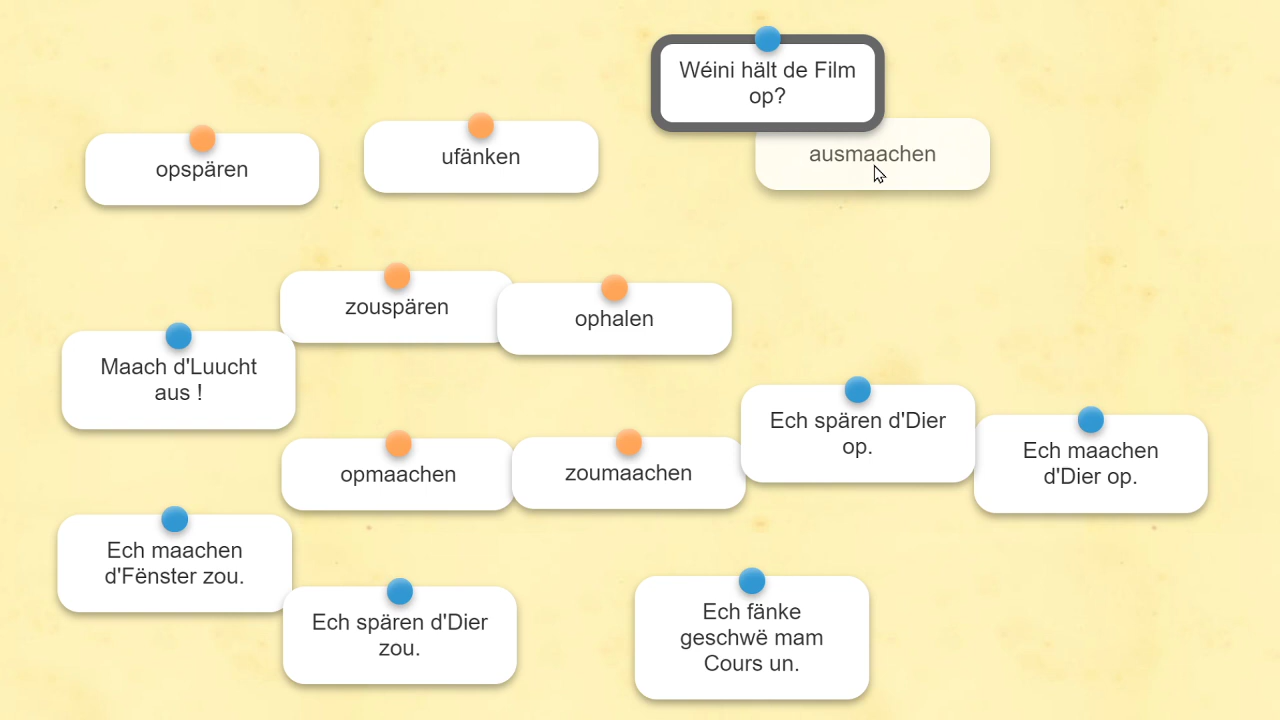 Wéini hält de Film
op?
ausmaachen
opspären
ufänken
zouspären
ophalen
Maach d'Luucht
aus !
Ech spären d'Dier
op.
Ech maachen
d'Dier op.
opmaachen
zoumaachen
Ech maachen
d'Fënster zou.
Ech spären d'Dier
zou.
Ech fänke
geschwë mam
Cours un.